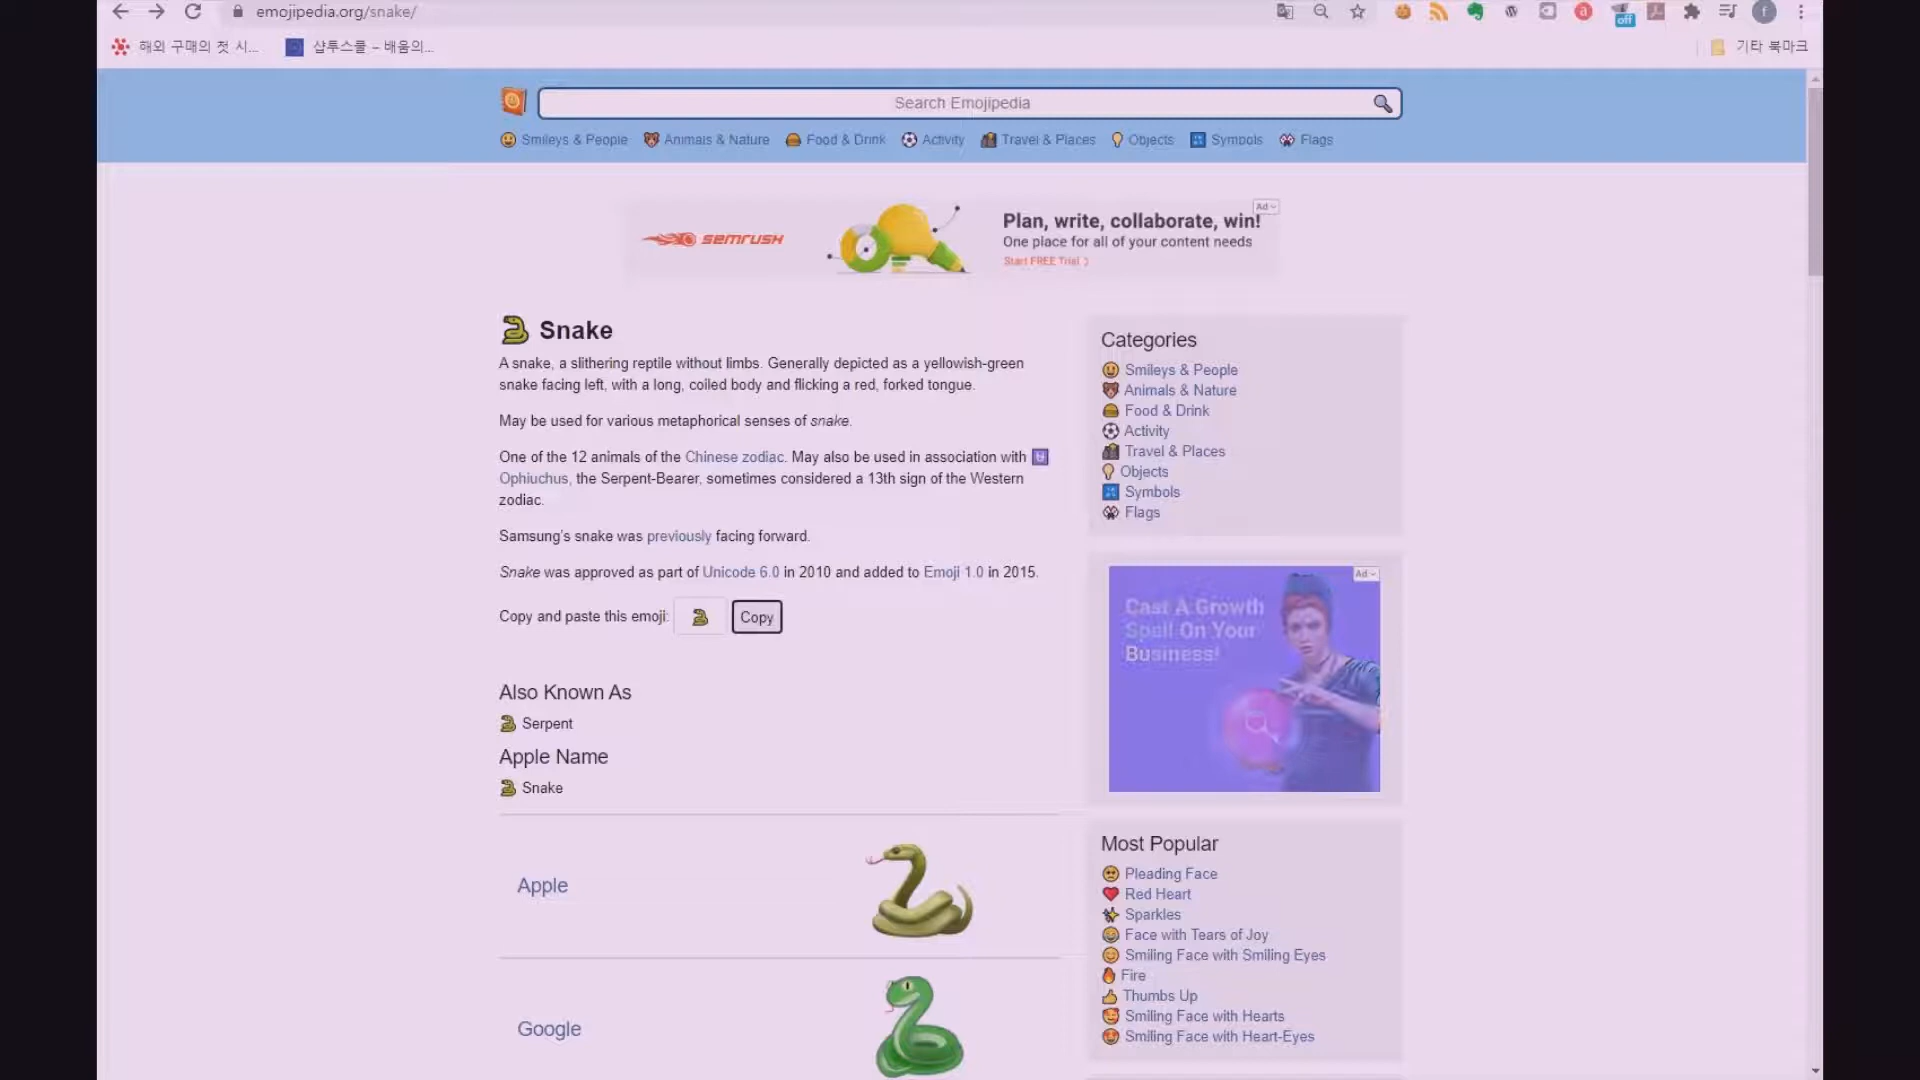 emojipedia.org/snake/
off
a
f
해외 구매의 첫 시...
샵투스쿨 – 배움의...
기타 북마크
Search Emojipedia
Smileys & People
Animals & Nature
Food & Drink
Activity
Travel & Places
Objects
Symbols
Flags
SEMRUSH
Plan, write, collaborate, win!
One place for all of your content needs
Start FREE Trial
Ad
Snake
A snake, a slithering reptile without limbs. Generally depicted as a yellowish-green
snake facing left, with a long, coiled body and flicking a red, forked tongue.
May be used for various metaphorical senses of snake.
One of the 12 animals of the Chinese zodiac. May also be used in association with ⛎
Ophiuchus, the Serpent-Bearer, sometimes considered a 13th sign of the Western
zodiac.
Samsung's snake was previously facing forward.
Snake was approved as part of Unicode 6.0 in 2010 and added to Emoji 1.0 in 2015.
Copy and paste this emoji:
Copy
Also Known As
Serpent
Apple Name
Snake
Apple
Google
Categories
Smileys & People
Animals & Nature
Food & Drink
Activity
Travel & Places
Objects
Symbols
Flags
Ad
Cast A Growth
Spell On Your
Business!
Most Popular
Pleading Face
Red Heart
Sparkles
Face with Tears of Joy
Smiling Face with Smiling Eyes
Fire
Thumbs Up
Smiling Face with Hearts
Smiling Face with Heart-Eyes